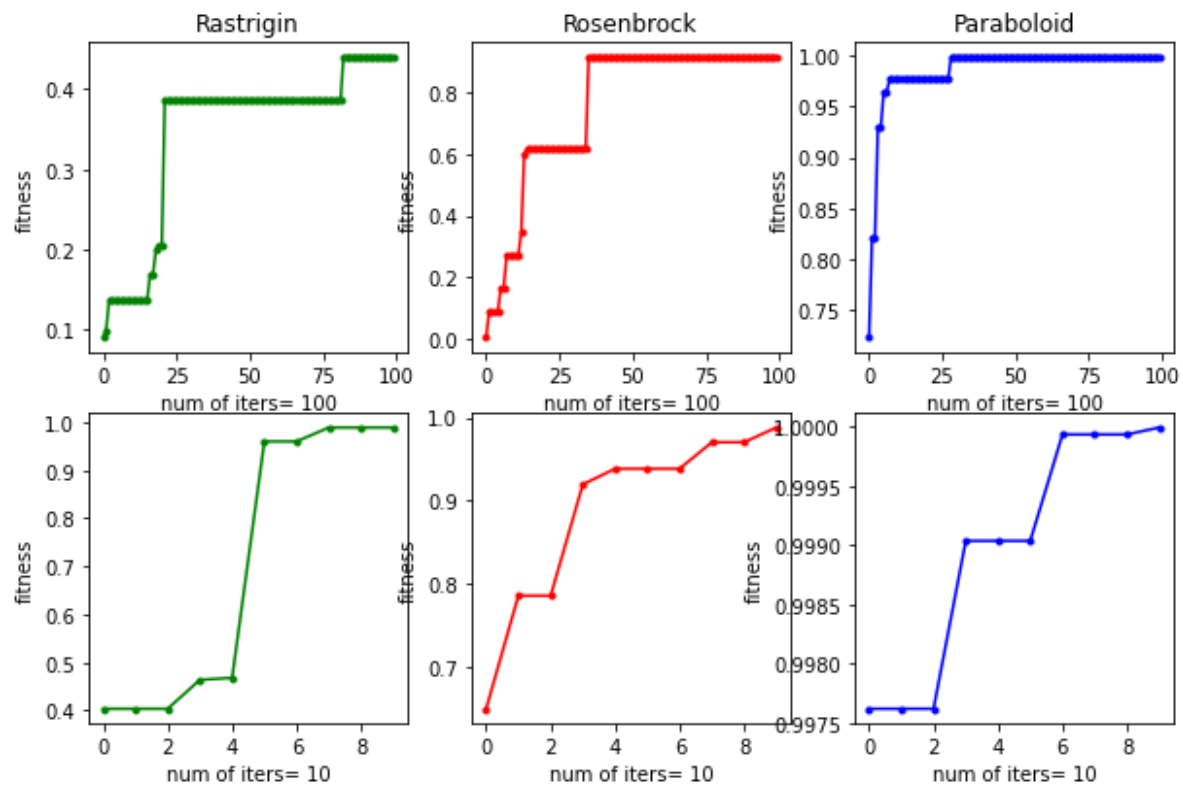 Rastrigin
Rosenbrock
Paraboloid
fitness
0.4
0.3
0.2
0.1
0 25 50 75 100
num of iters= 100
fitness
0.8
0.6
0.4
0.2
0.0
0 25 50 75 100
num of iters= 100
fitness
1.00
0.95
0.90
0.85
0.80
0.75
0 25 50 75 100
num of iters= 100
fitness
1.0
0.9
0.8
0.7
0.6
0.5
0.4
0 2 4 6 8
num of iters= 10
fitness
1.0
0.9
0.8
0.7
0 2 4 6 8
num of iters= 10
fitness
1.0000
0.9995
0.9990
0.9985
0.9980
0.9975
0 2 4 6 8
num of iters= 10